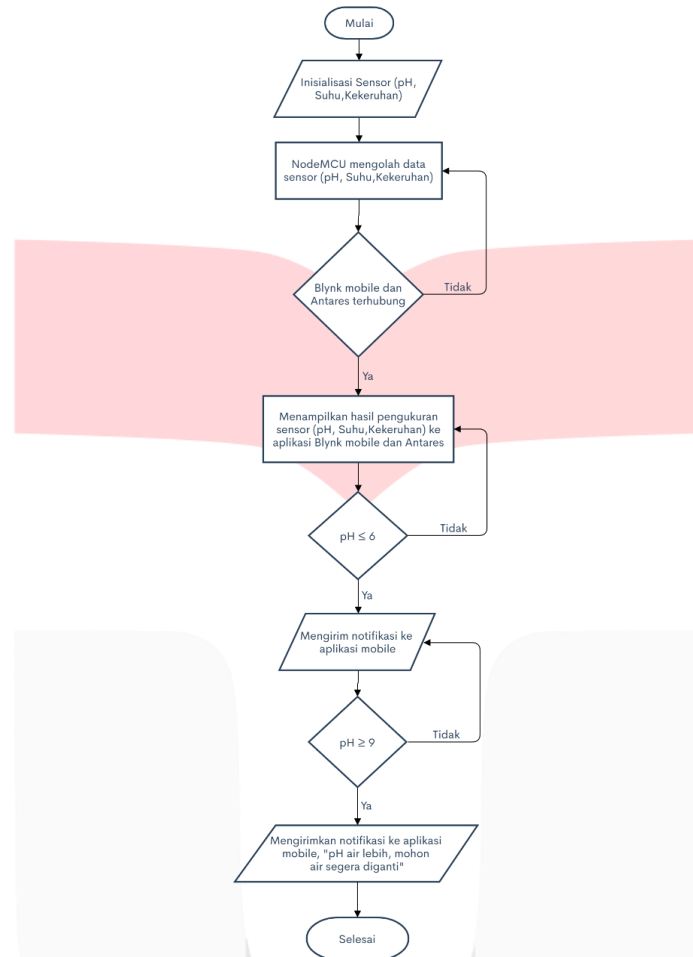 Mulai
Inisialisasi Sensor (pH,
Suhu,Kekeruhan)
NodeMCU mengolah data
sensor (pH, Suhu,Kekeruhan)
Blynk mobile dan
Antares terhubung
Tidak
Ya
Menampilkan hasil pengukuran
sensor (pH, Suhu,Kekeruhan) ke
aplikasi Blynk mobile dan Antares
pH ≤ 6
Tidak
Ya
Mengirim notifikasi ke
aplikasi mobile
pH ≥ 9
Tidak
Ya
Mengirimkan notifikasi ke aplikasi
mobile, "pH air lebih, mohon
air segera diganti"
Selesai